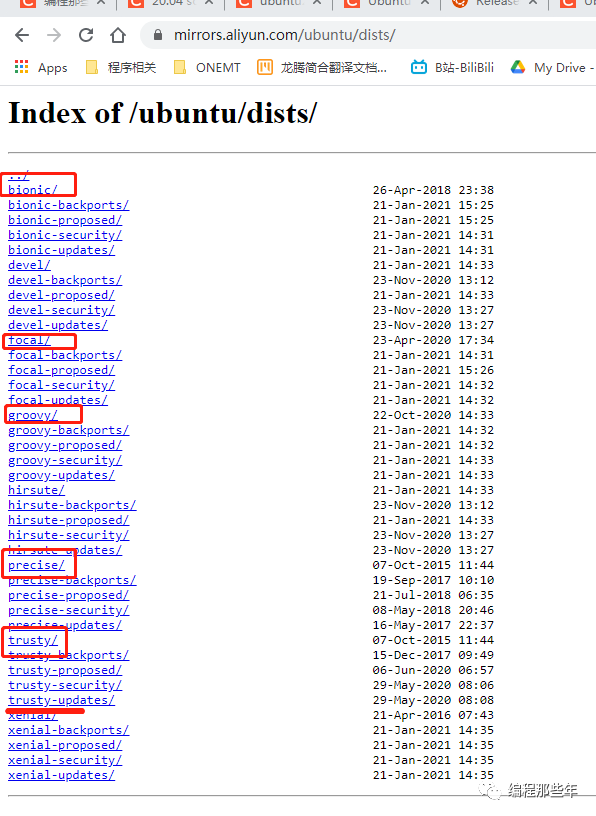 编程那些 × 20.04 × ubuntu × Ubuntu × Release × 
mirrors.aliyun.com/ubuntu/dists/
Apps 程序相关 ONEMT 龙腾简合翻译文档... B站-BiliBili My Drive -
Index of /ubuntu/dists/
../
bionic/ 26-Apr-2018 23:38
bionic-backports/ 21-Jan-2021 15:25
bionic-proposed/ 21-Jan-2021 15:25
bionic-security/ 21-Jan-2021 14:31
bionic-updates/ 21-Jan-2021 14:31
devel/ 21-Jan-2021 14:33
devel-backports/ 23-Nov-2020 13:12
devel-proposed/ 21-Jan-2021 14:33
devel-security/ 23-Nov-2020 13:27
devel-updates/ 23-Nov-2020 13:27
focal/ 23-Apr-2020 17:34
focal-backports/ 21-Jan-2021 14:31
focal-proposed/ 21-Jan-2021 15:26
focal-security/ 21-Jan-2021 14:32
focal-updates/ 21-Jan-2021 14:32
groovy/ 22-Oct-2020 14:33
groovy-backports/ 21-Jan-2021 14:32
groovy-proposed/ 21-Jan-2021 14:32
groovy-security/ 21-Jan-2021 14:33
groovy-updates/ 21-Jan-2021 14:33
hirsute/ 21-Jan-2021 14:33
hirsute-backports/ 23-Nov-2020 13:12
hirsute-proposed/ 21-Jan-2021 14:33
hirsute-security/ 23-Nov-2020 13:27
hirsute-updates/ 23-Nov-2020 13:27
precise/ 07-Oct-2015 11:44
precise-backports/ 19-Sep-2017 10:10
precise-proposed/ 21-Jul-2018 06:35
precise-security/ 08-May-2018 20:46
precise-updates/ 16-May-2017 22:37
trusty/ 07-Oct-2015 11:44
trusty-backports/ 15-Dec-2017 09:49
trusty-proposed/ 06-Jun-2020 06:57
trusty-security/ 29-May-2020 08:06
trusty-updates/ 29-May-2020 08:08
xenial/ 21-Apr-2016 07:43
xenial-backports/ 21-Jan-2021 14:35
xenial-proposed/ 21-Jan-2021 14:35
xenial-security/ 21-Jan-2021 14:35
xenial-updates/ 21-Jan-2021 14:35
编程那些年